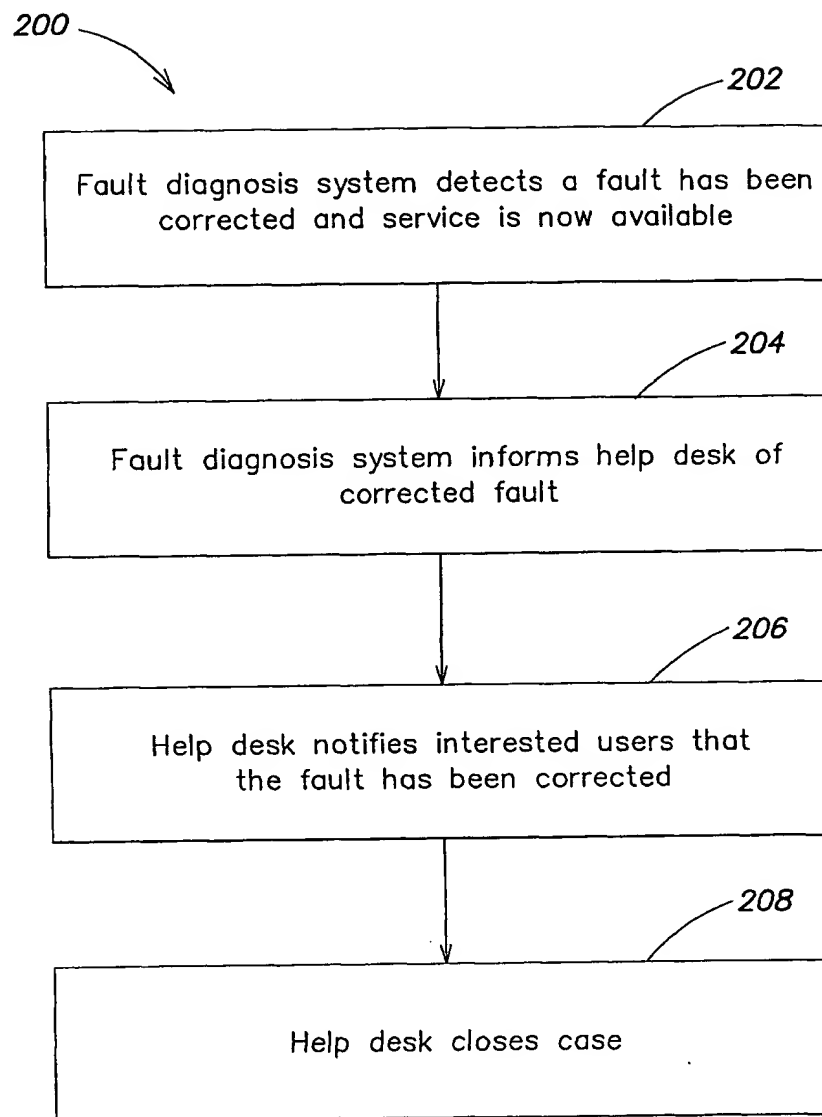 200
202
Fault diagnosis system detects a fault has been
corrected and service is now available
204
Fault diagnosis system informs help desk of
corrected fault
206
Help desk notifies interested users that
the fault has been corrected
208
Help desk closes case